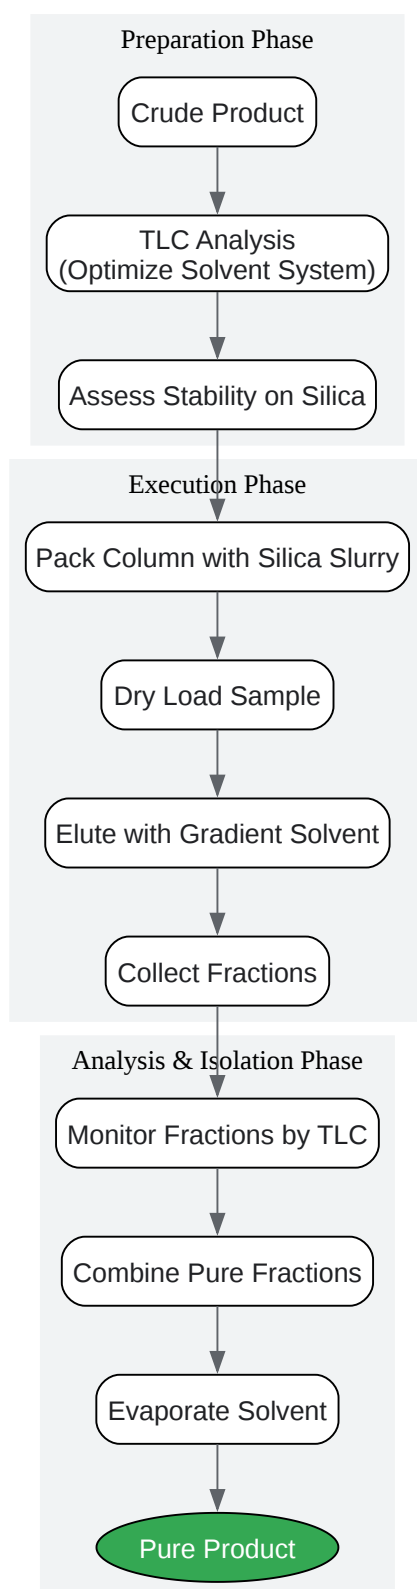 Preparation Phase
Crude Product
TLC Analysis
(Optimize Solvent System)
Assess Stability on Silica
Execution Phase
Pack Column with Silica Slurry
Dry Load Sample
Elute with Gradient Solvent
Collect Fractions
Analysis & Isolation Phase
Monitor Fractions by TLC
Combine Pure Fractions
Evaporate Solvent
Pure Product